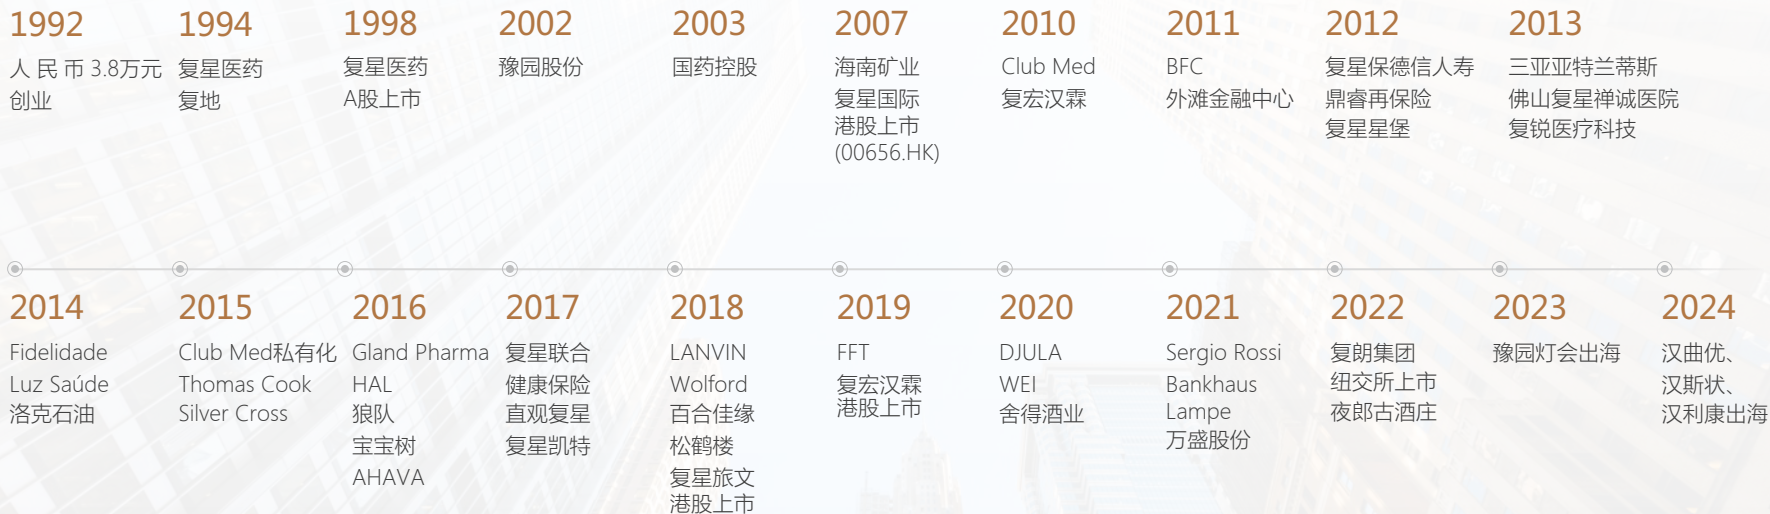 1992
人民币 3.8万元
创业
1994
复星医药
复地
1998
复星医药
A股上市
2002
豫园股份
2003
国药控股
2007
海南矿业
复星国际
港股上市
(00656.HK)
2010
Club Med
复宏汉霖
2011
BFC
外滩金融中心
2012
复星保德信人寿
鼎睿再保险
复星星堡
2013
三亚亚特兰蒂斯
佛山复星禅诚医院
复锐医疗科技
2014
Fidelidade
Luz Saúde
洛克石油
2015
Club Med私有化
Thomas Cook
Silver Cross
2016
Gland Pharma
HAL
狼队
宝宝树
AHAVA
2017
复星联合
健康保险
直观复星
复星凯特
2018
LANVIN
Wolford
百合佳缘
松鹤楼
复星旅文
港股上市
2019
FFT
复宏汉霖
港股上市
2020
DJULA
WEI
舍得酒业
2021
Sergio Rossi
Bankhaus
Lampe
万盛股份
2022
复朗集团
纽交所上市
夜郎古酒庄
2023
豫园灯会出海
2024
汉曲优、
汉斯状、
汉利康出海